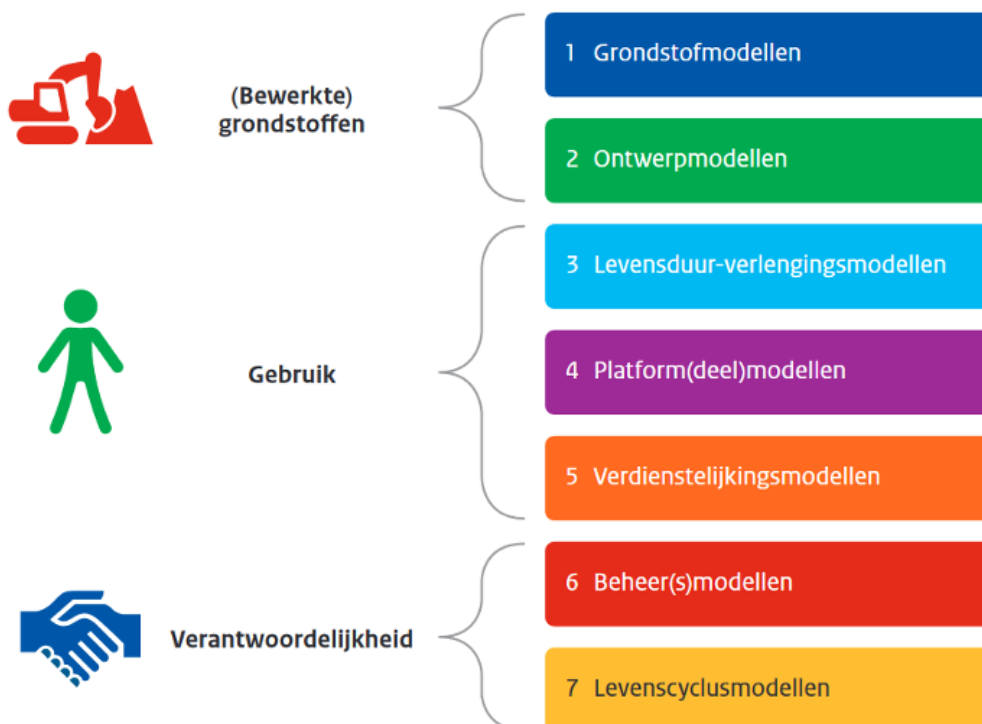 (Bewerkte)
grondstoffen
1 Grondstofmodellen
2 Ontwerpmodellen
Gebruik
3 Levensduur-verlengingsmodellen
4 Platform(deel)modellen
5 Verdienstelijkingsmodellen
Verantwoordelijkheid
6 Beheer(s)modellen
7 Levenscyclusmodellen